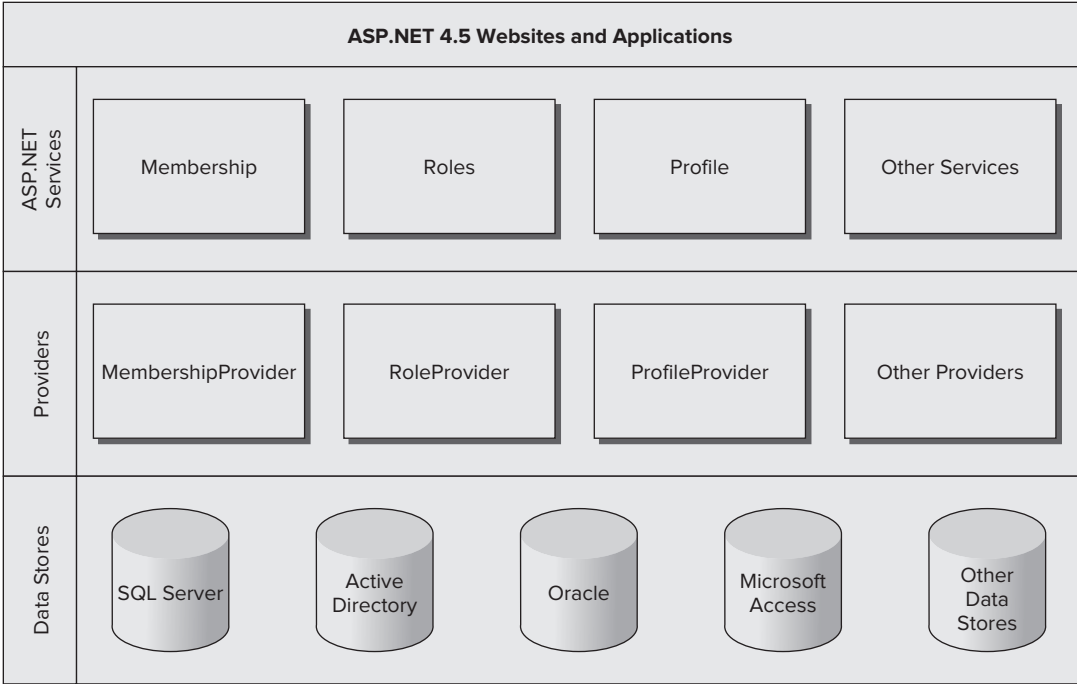 ASP.NET 4.5 Websites and Applications
ASP.NET
Services
Membership
Roles
Profile
Other Services
Providers
MembershipProvider
RoleProvider
ProfileProvider
Other Providers
Data Stores
SQL Server
Active
Directory
Oracle
Microsoft
Access
Other
Data
Stores